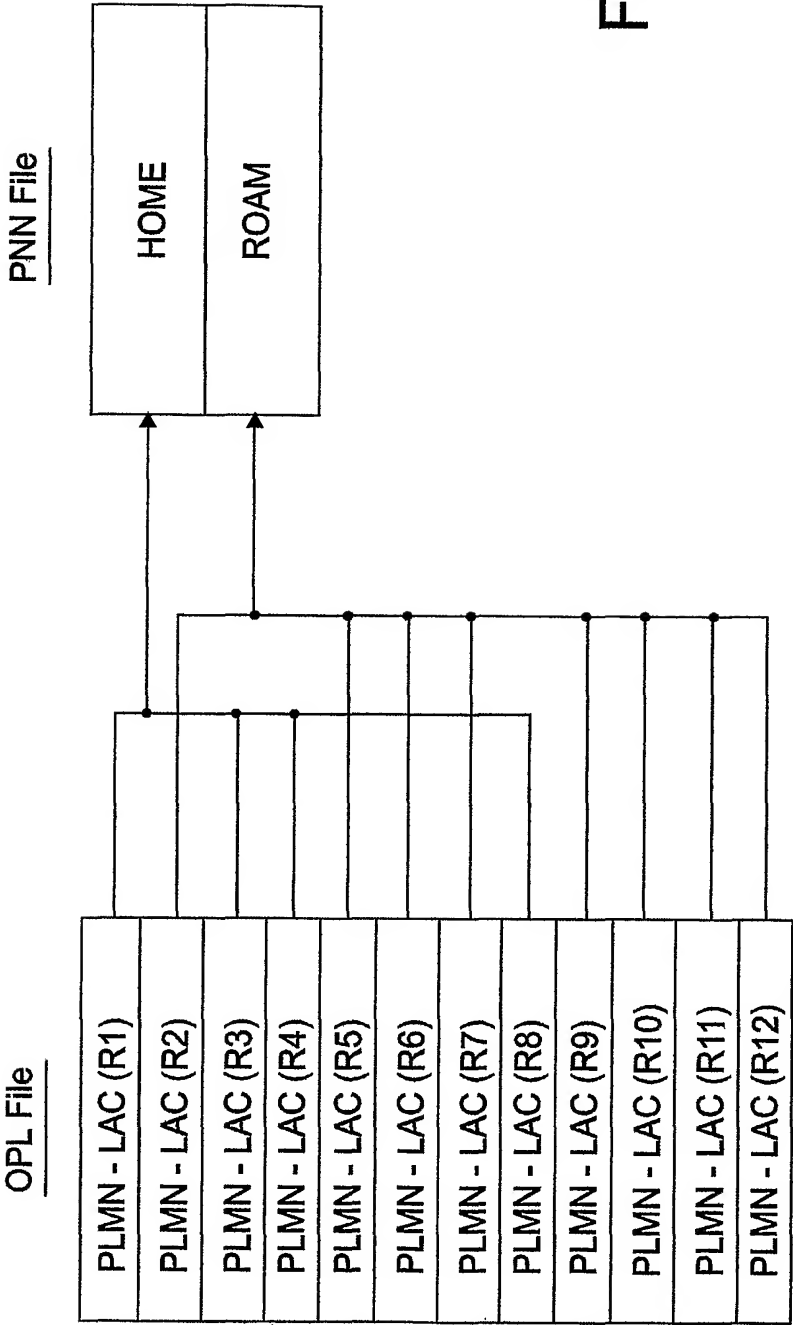 OPL File
PLMN - LAC (R1)
PLMN - LAC (R2)
PLMN - LAC (R3)
PLMN - LAC (R4)
PLMN - LAC (R5)
PLMN - LAC (R6)
PLMN - LAC (R7)
PLMN - LAC (R8)
PLMN - LAC (R9)
PLMN - LAC (R10)
PLMN - LAC (R11)
PLMN - LAC (R12)
PNN File
HOME
ROAM